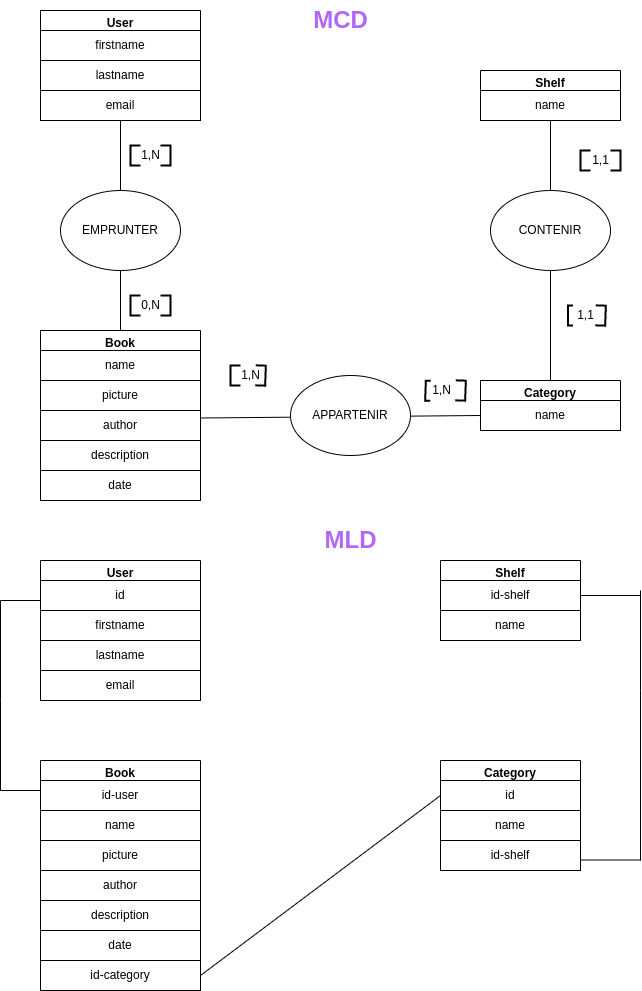 MCD
User
firstname
lastname
email
[1,N]
EMPRUNTER
[0,N]
Book
name
picture
author
description
date
[1,N]
APPARTENIR
[1,N]
Shelf
name
[1,1]
CONTENIR
[1,1]
Category
name
MLD
User
id
firstname
lastname
email
Shelf
id-shelf
name
Book
id-user
name
picture
author
description
date
id-category
Category
id
name
id-shelf